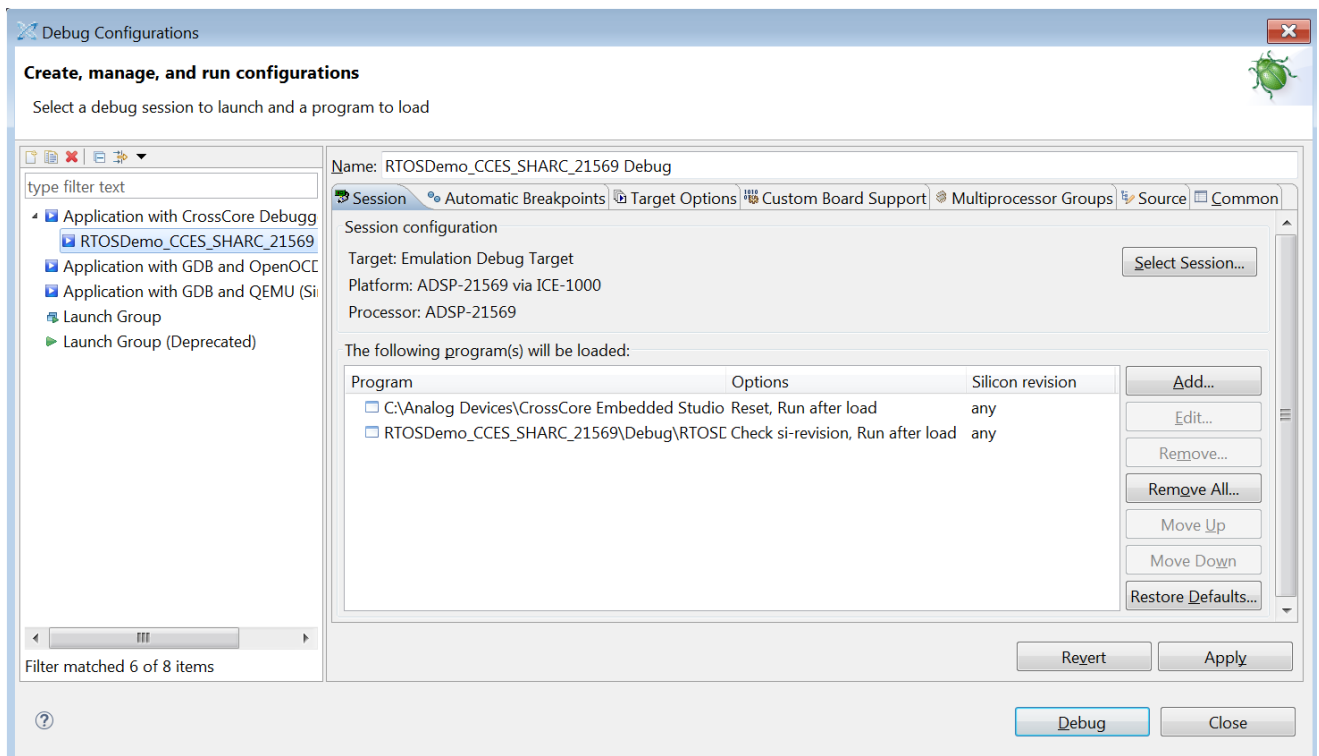 Debug Configurations
Create, manage, and run configurations
Select a debug session to launch and a program to load
type filter text
Application with CrossCore Debugg
RTOSDemo_CCES_SHARC_21569
Application with GDB and OpenOCD
Application with GDB and QEMU (Si
Launch Group
Launch Group (Deprecated)
Filter matched 6 of 8 items
Name: RTOSDemo_CCES_SHARC_21569 Debug
Session Automatic Breakpoints Target Options Custom Board Support Multiprocessor Groups Source Common
Session configuration
Target: Emulation Debug Target
Platform: ADSP-21569 via ICE-1000
Processor: ADSP-21569
Select Session...
The following program(s) will be loaded:
Program Options Silicon revision
C:\Analog Devices\CrossCore Embedded Studio Reset, Run after load any
RTOSDemo_CCES_SHARC_21569\Debug\RTOSD Check si-revision, Run after load any
Add...
Edit...
Remove...
Remove All...
Move Up
Move Down
Restore Defaults...
Revert Apply
Debug Close